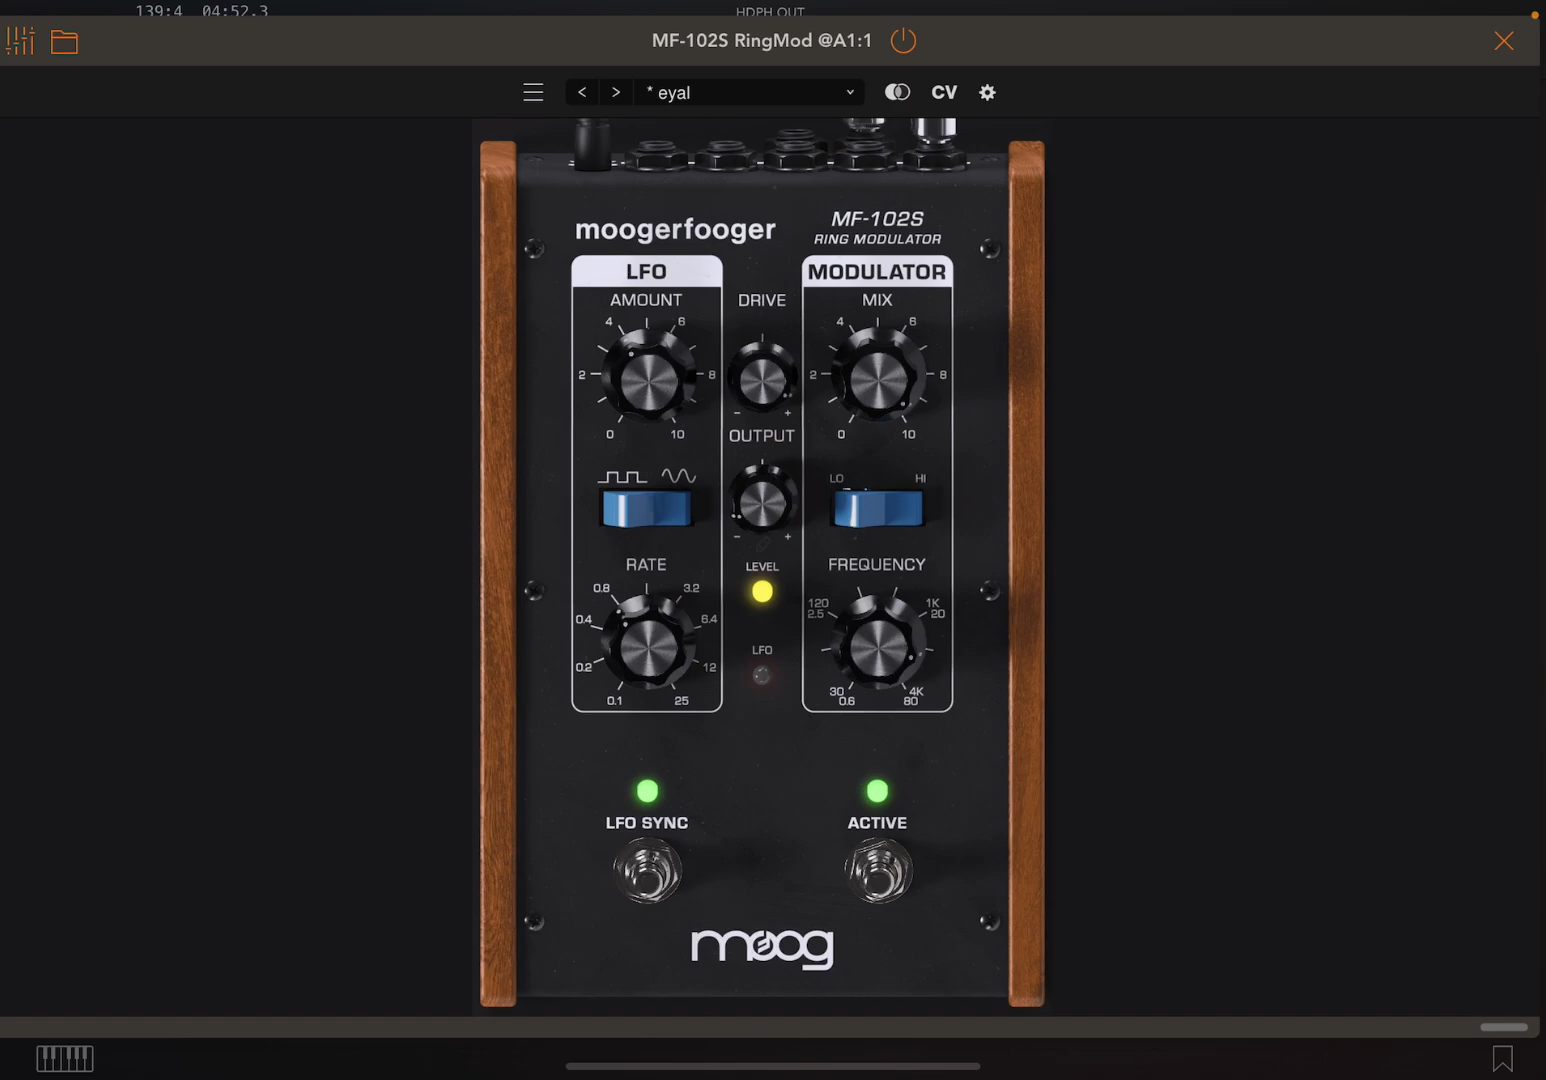 139:4 04:52.3
HDPH OUT
MF-102S RingMod @A1:1
< > * eyal CV
moogerfooger
MF-102S
RING MODULATOR
LFO
MODULATOR
AMOUNT
DRIVE
MIX
4 6
2 8
0 10
4 6
2 8
0 10
- +
OUTPUT
LO HI
- +
RATE
LEVEL
FREQUENCY
0.8 3.2
0.4 6.4
0.2 12
0.1 25
120 1K
2.5 20
30 4K
0.6 80
LFO
LFO SYNC
ACTIVE
moog